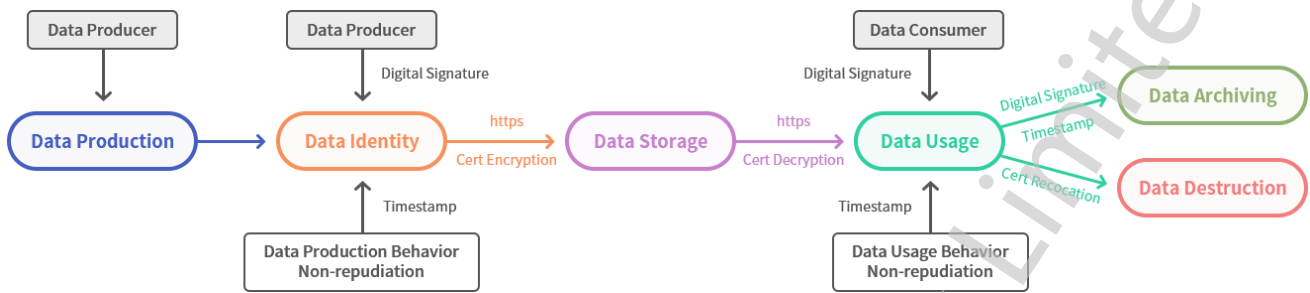 Data Producer
Data Producer
Data Consumer
Digital Signature
Digital Signature
Data Production
Data Identity
https
Cert Encryption
Data Storage
https
Cert Decryption
Data Usage
Digital Signature
Timestamp
Cert Recocation
Data Archiving
Data Destruction
Timestamp
Timestamp
Data Production Behavior
Non-repudiation
Data Usage Behavior
Non-repudiation
Limite